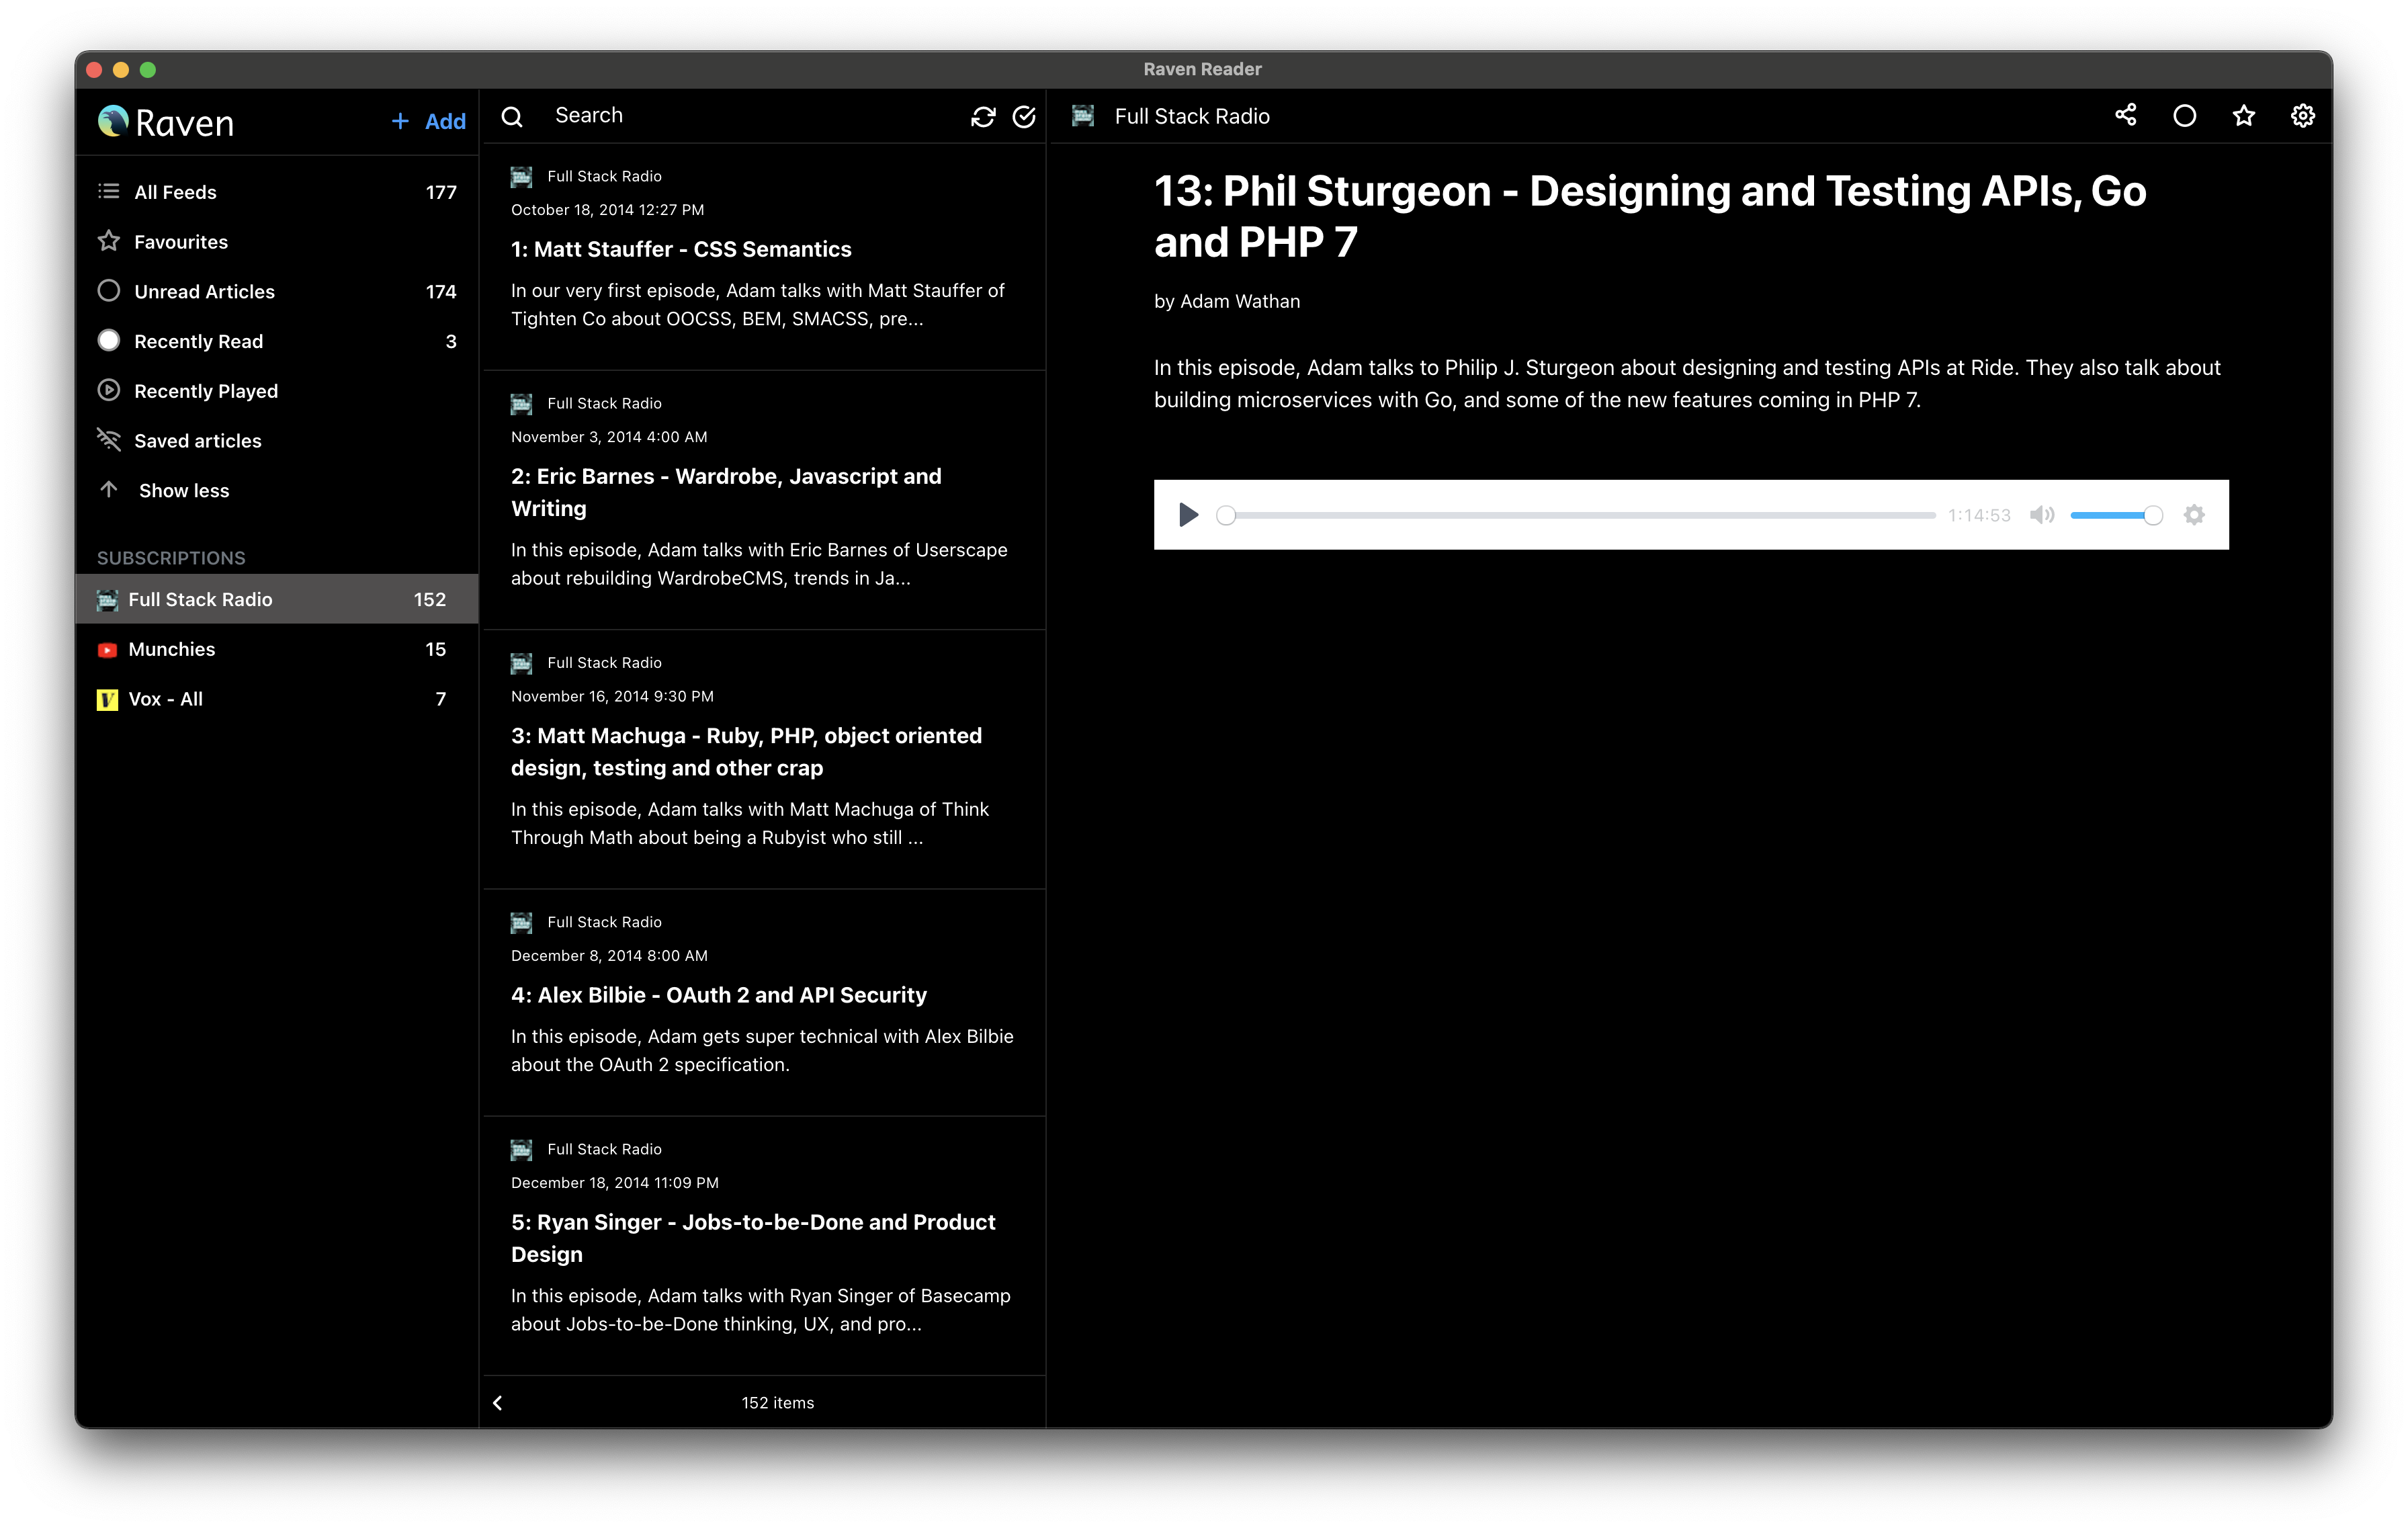 Raven Reader
Raven
+ Add
All Feeds 177
Favourites
Unread Articles 174
Recently Read 3
Recently Played
Saved articles
Show less
SUBSCRIPTIONS
Full Stack Radio 152
Munchies 15
Vox - All 7
Search
Full Stack Radio
October 18, 2014 12:27 PM
1: Matt Stauffer - CSS Semantics
In our very first episode, Adam talks with Matt Stauffer of
Tighten Co about OOCSS, BEM, SMACSS, pre...
Full Stack Radio
November 3, 2014 4:00 AM
2: Eric Barnes - Wardrobe, Javascript and
Writing
In this episode, Adam talks with Eric Barnes of Userscape
about rebuilding WardrobeCMS, trends in Ja...
Full Stack Radio
November 16, 2014 9:30 PM
3: Matt Machuga - Ruby, PHP, object oriented
design, testing and other crap
In this episode, Adam talks with Matt Machuga of Think
Through Math about being a Rubyist who still ...
Full Stack Radio
December 8, 2014 8:00 AM
4: Alex Bilbie - OAuth 2 and API Security
In this episode, Adam gets super technical with Alex Bilbie
about the OAuth 2 specification.
Full Stack Radio
December 18, 2014 11:09 PM
5: Ryan Singer - Jobs-to-be-Done and Product
Design
In this episode, Adam talks with Ryan Singer of Basecamp
about Jobs-to-be-Done thinking, UX, and pro...
152 items
Full Stack Radio
13: Phil Sturgeon - Designing and Testing APIs, Go
and PHP 7
by Adam Wathan
In this episode, Adam talks to Philip J. Sturgeon about designing and testing APIs at Ride. They also talk about
building microservices with Go, and some of the new features coming in PHP 7.
1:14:53